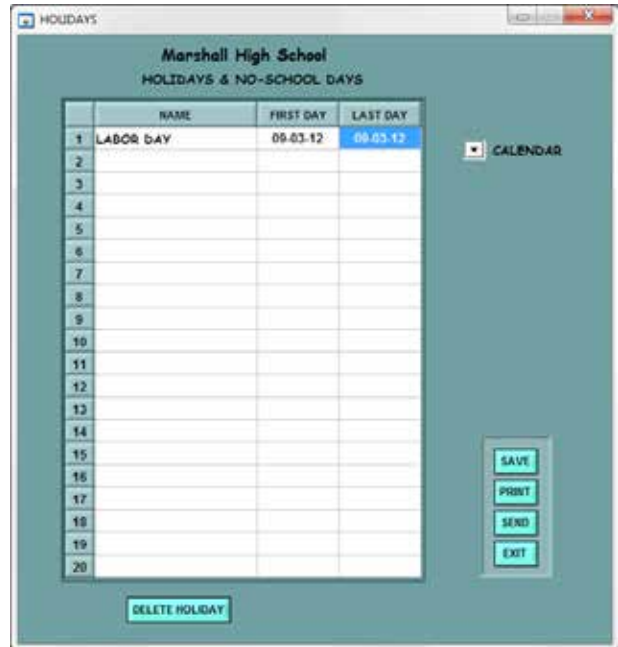 HOLIDAYS
Marshall High School
HOLIDAYS & NO-SCHOOL DAYS
NAME FIRST DAY LAST DAY
1 LABOR DAY 09-03-12 09-03-12
CALENDAR
2
3
4
5
6
7
8
9
10
11
12
13
14
15
16
17
18
19
20
SAVE
PRINT
SEND
EXIT
DELETE HOLIDAY